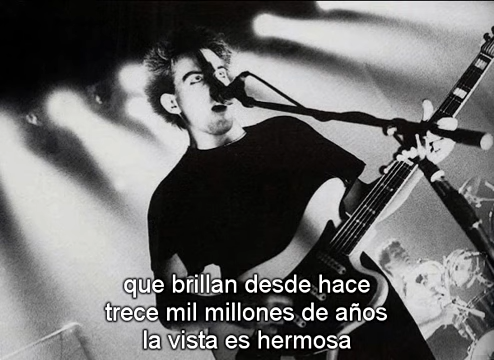 que brillan desde hace
trece mil millones de años
la vista es hermosa